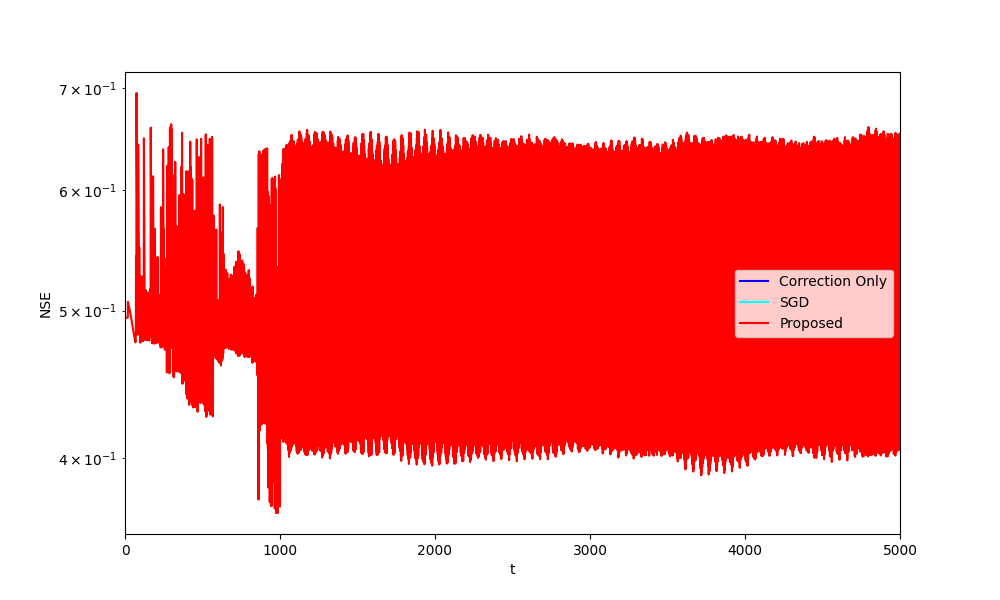 7 × 10⁻¹
6 × 10⁻¹
5 × 10⁻¹
4 × 10⁻¹
NSE
Correction Only
SGD
Proposed
0 1000 2000 3000 4000 5000
t